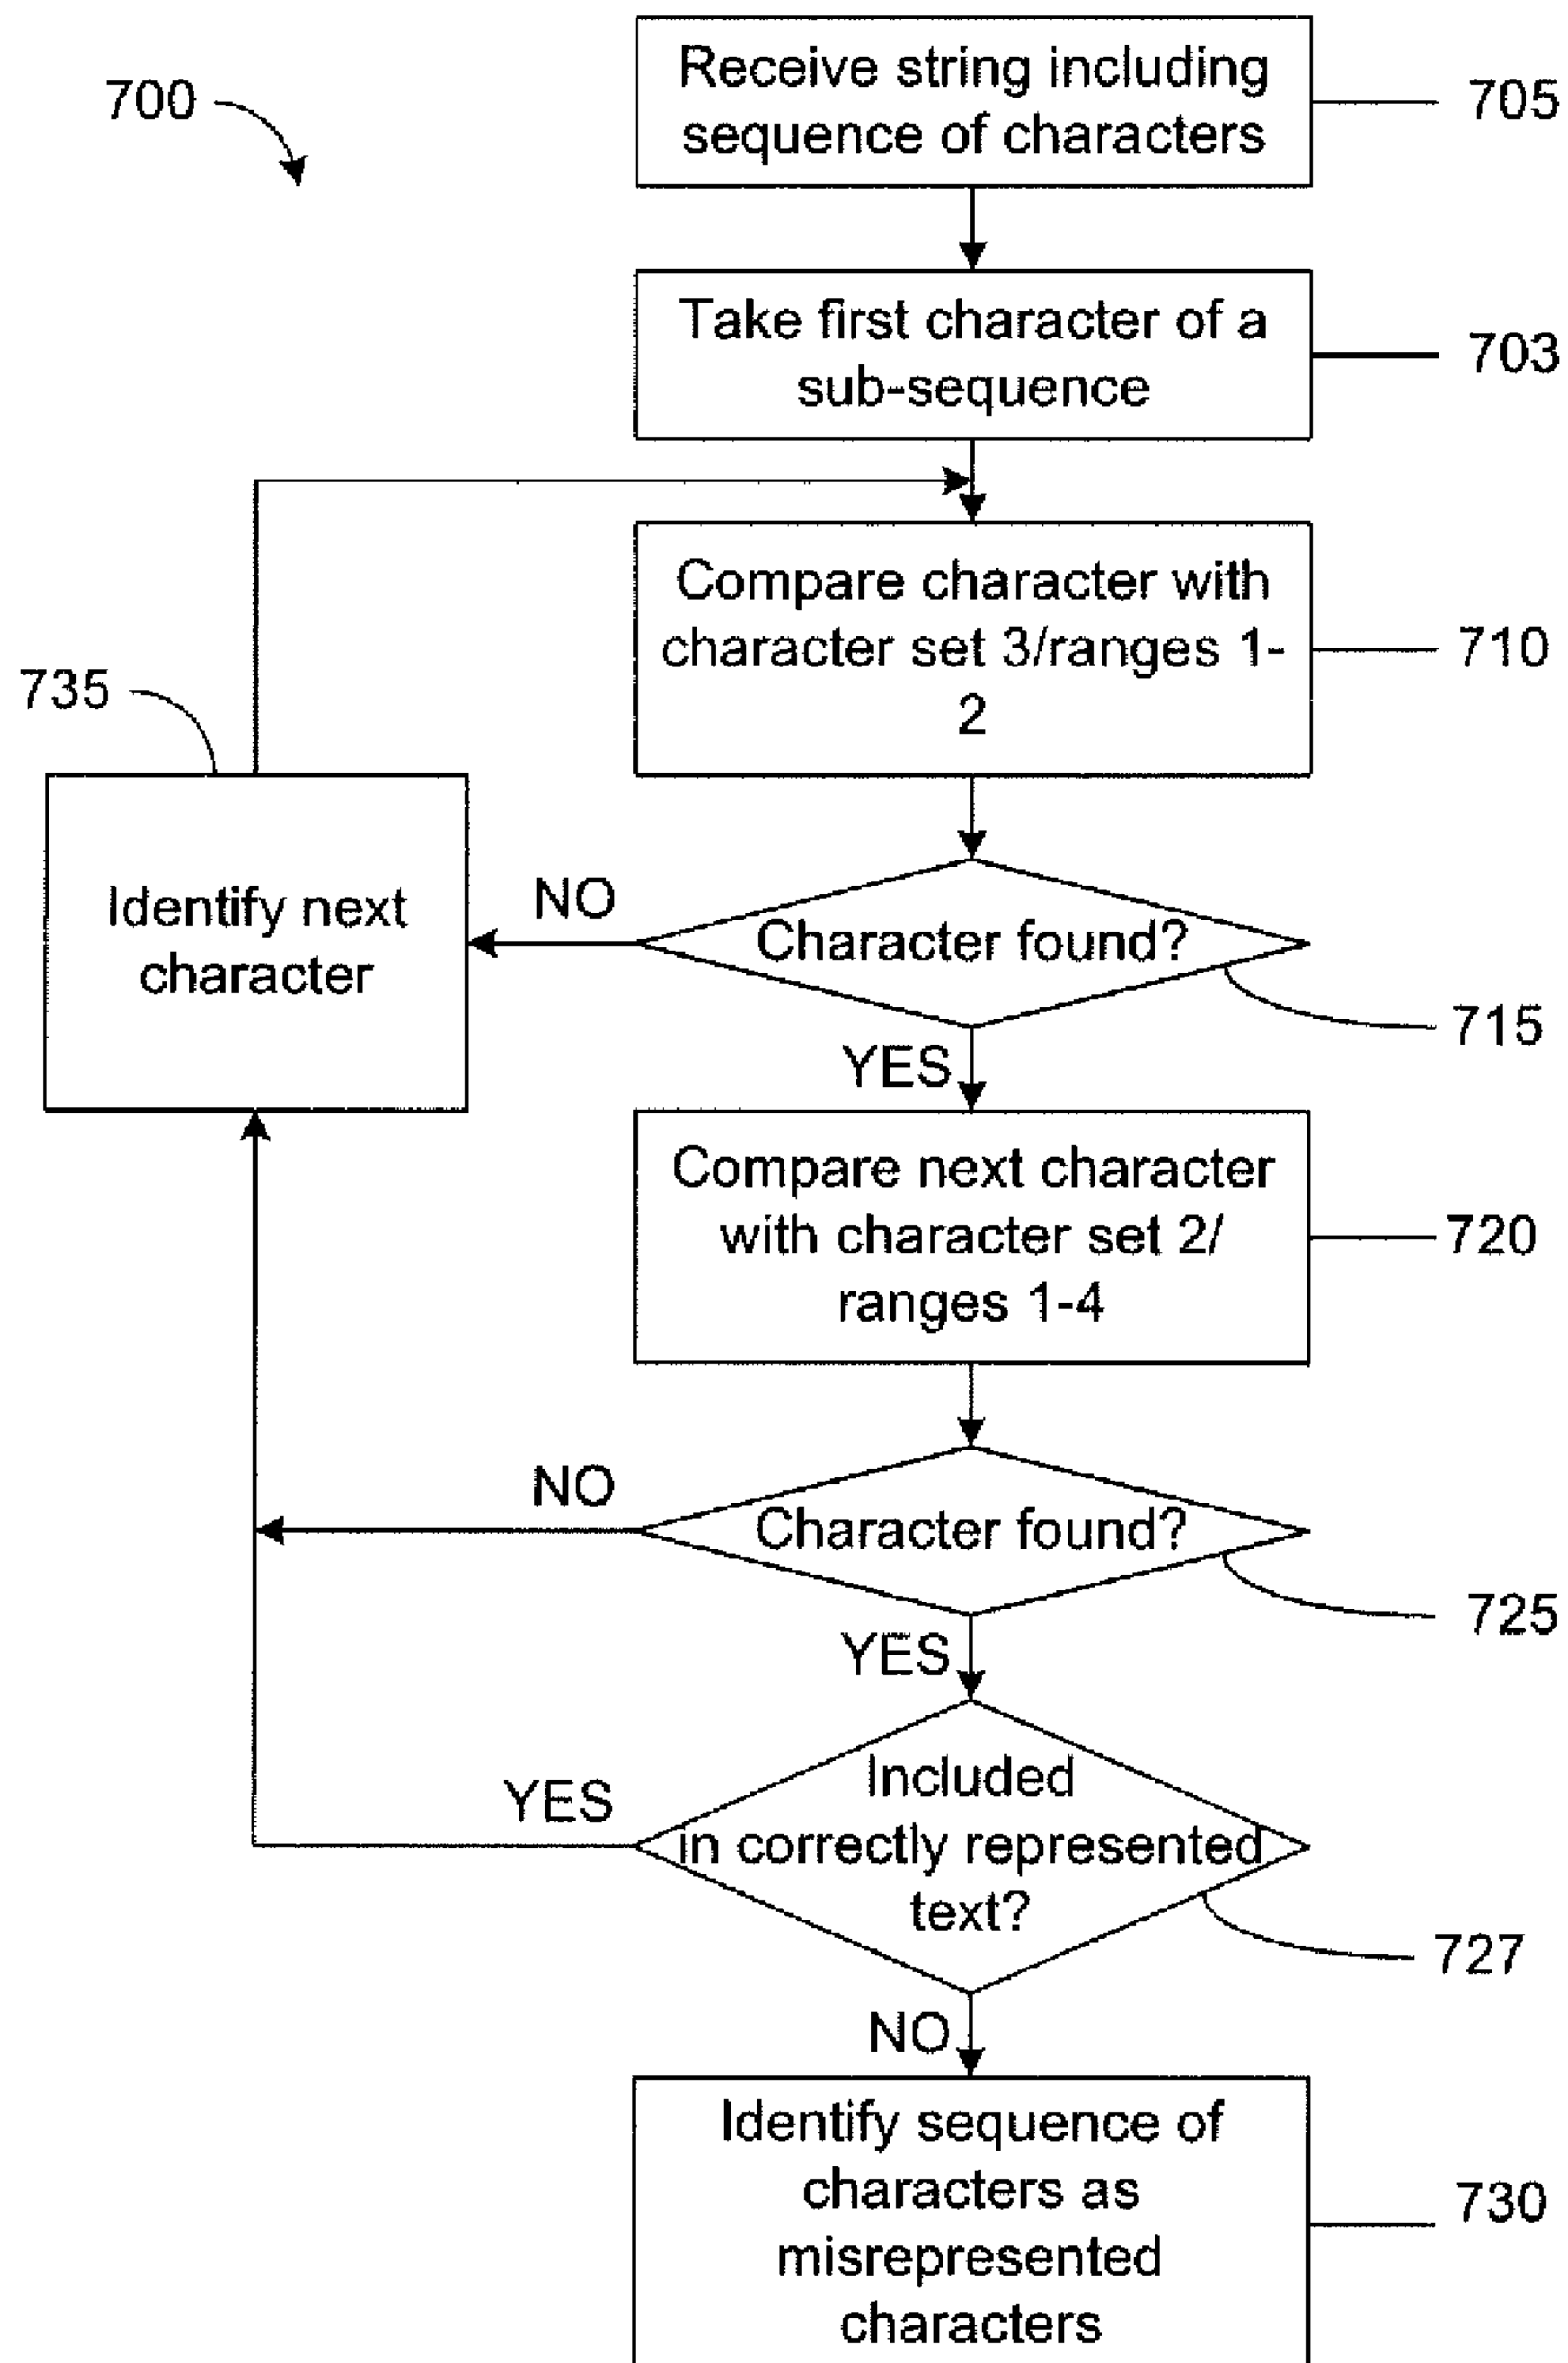 700
Receive string including
sequence of characters
705
Take first character of a
sub-sequence
703
Compare character with
character set 3/ranges 1-
2
710
735
Identify next
character
NO
Character found?
715
YES
Compare next character
with character set 2/
ranges 1-4
720
NO
Character found?
725
YES
Included
in correctly represented
text?
YES
727
NO
Identify sequence of
characters as
misrepresented
characters
730